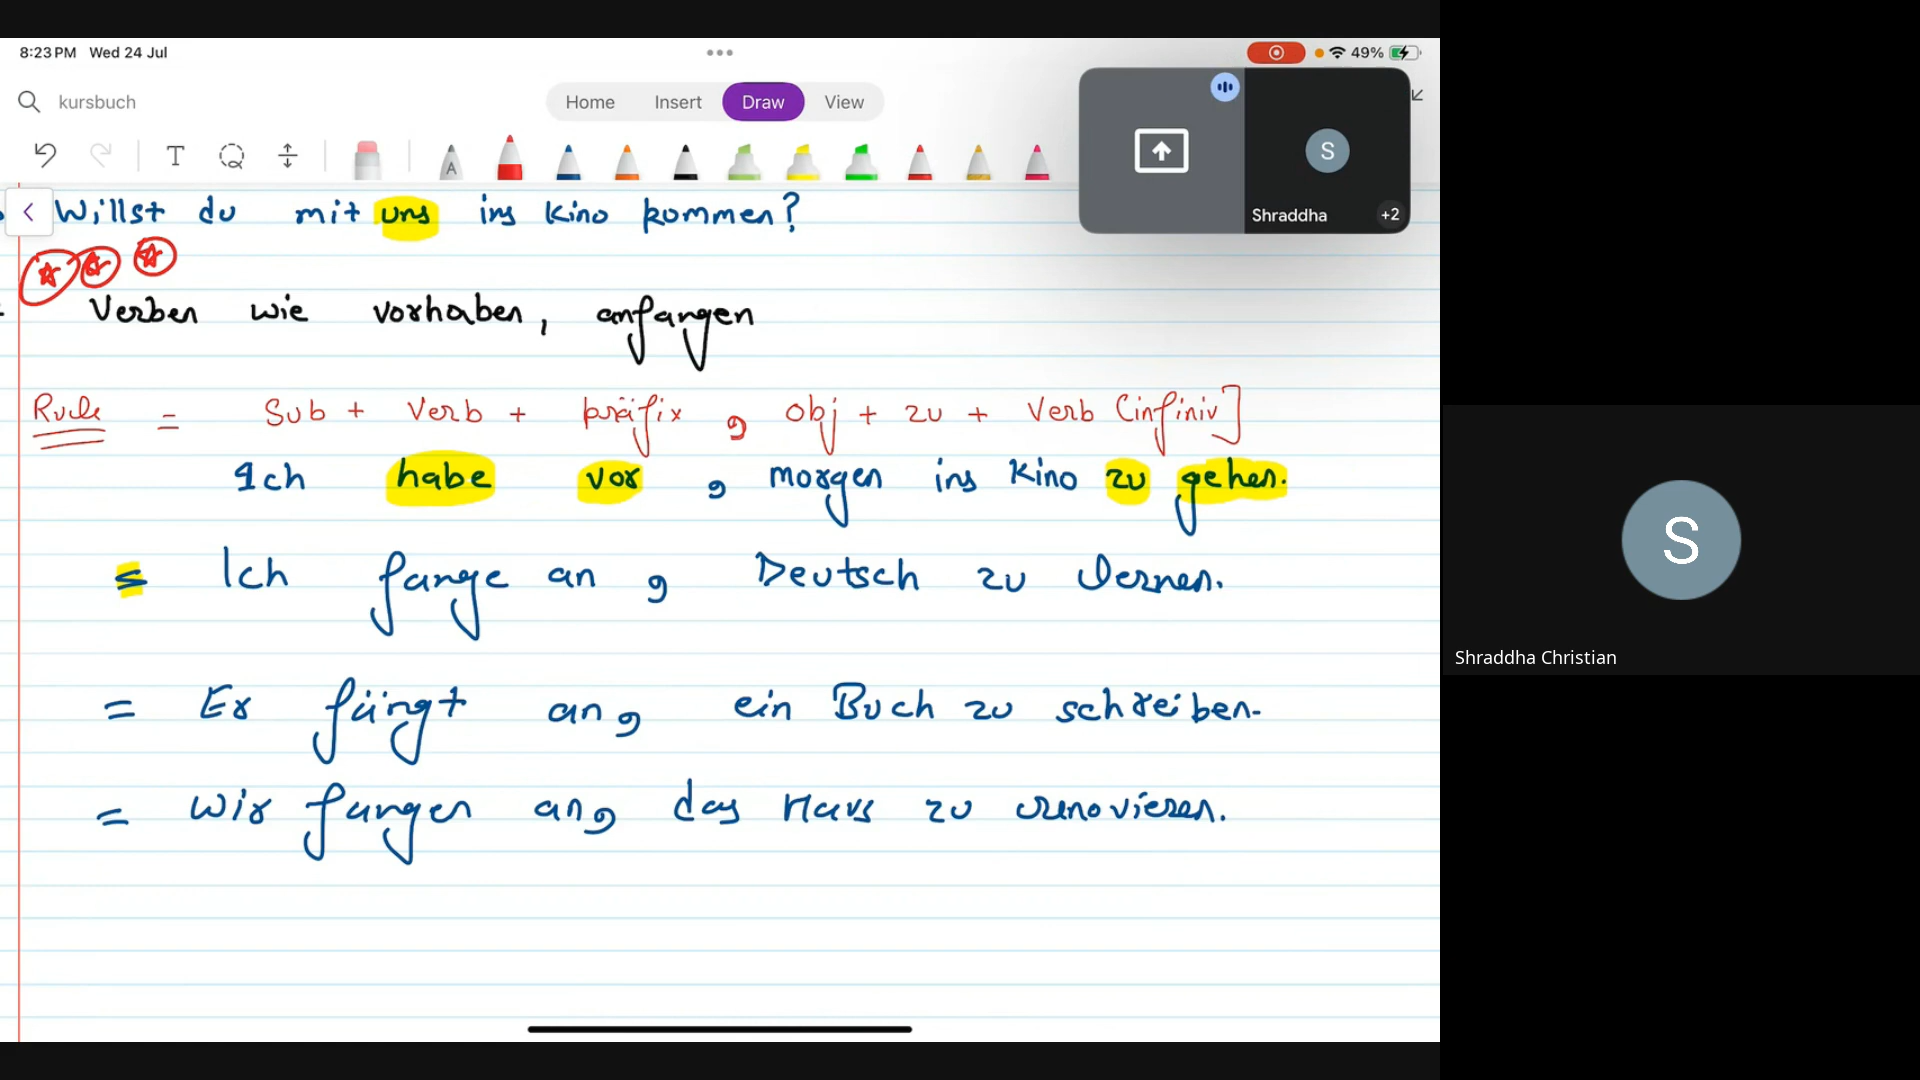 8:23 PM Wed 24 Jul
49%
kursbuch
Home Insert Draw View
S
Shraddha +2
Willst du mit uns ins Kino kommen?
Verben wie vorhaben, anfangen
Rule = Sub + Verb + präfix , obj + zu + Verb (infiniv]
Ich habe vor , morgen ins Kino zu gehen.
= Ich fange an , Deutsch zu lernen.
= Er fängt an, ein Buch zu schreiben.
= Wir fangen an, das Haus zu renovieren.
S
Shraddha Christian